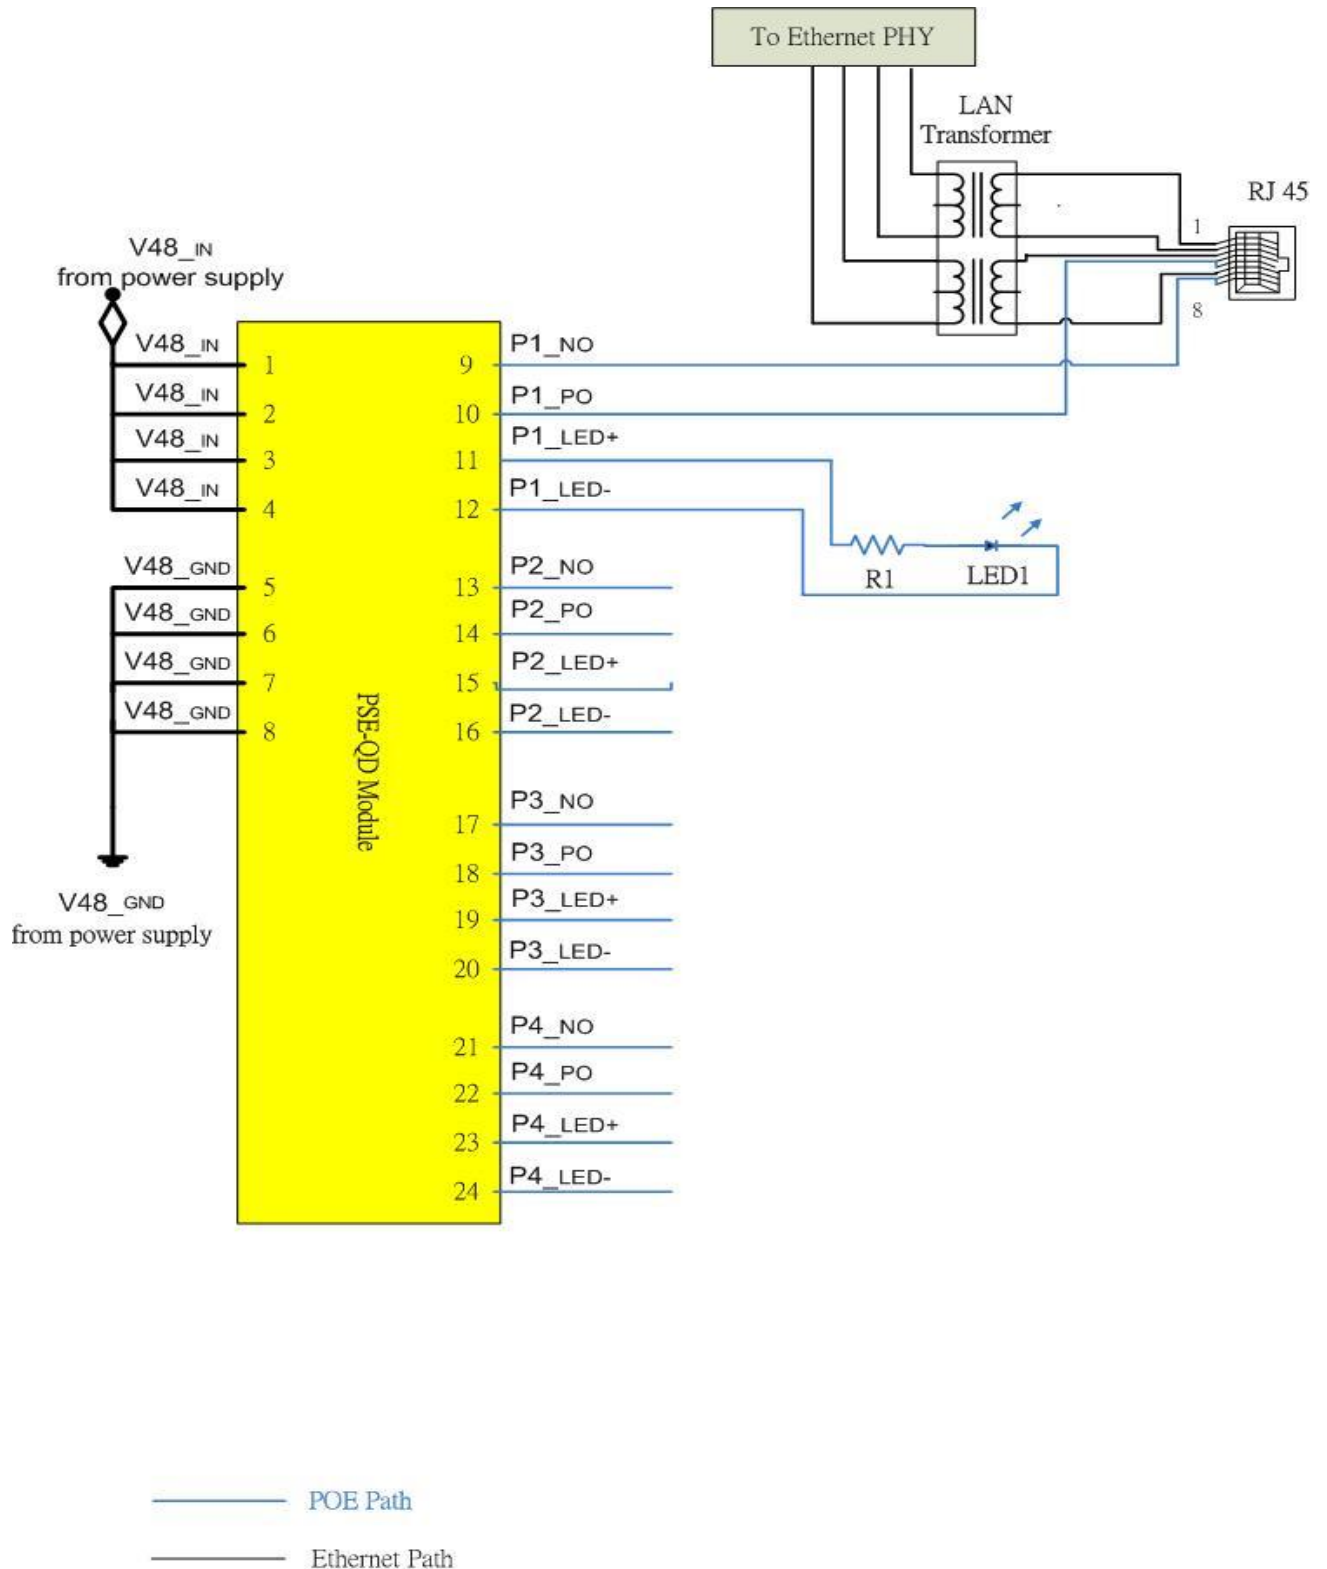 To Ethernet PHY
LAN
Transformer
RJ 45
1
8
V48_IN
from power supply
V48_IN
1
V48_IN
2
V48_IN
3
V48_IN
4
V48_GND
5
V48_GND
6
V48_GND
7
V48_GND
8
V48_GND
from power supply
PSE-QD Module
9
P1_NO
10
P1_PO
11
P1_LED+
12
P1_LED-
R1
LED1
13
P2_NO
14
P2_PO
15
P2_LED+
16
P2_LED-
17
P3_NO
18
P3_PO
19
P3_LED+
20
P3_LED-
21
P4_NO
22
P4_PO
23
P4_LED+
24
P4_LED-
POE Path
Ethernet Path